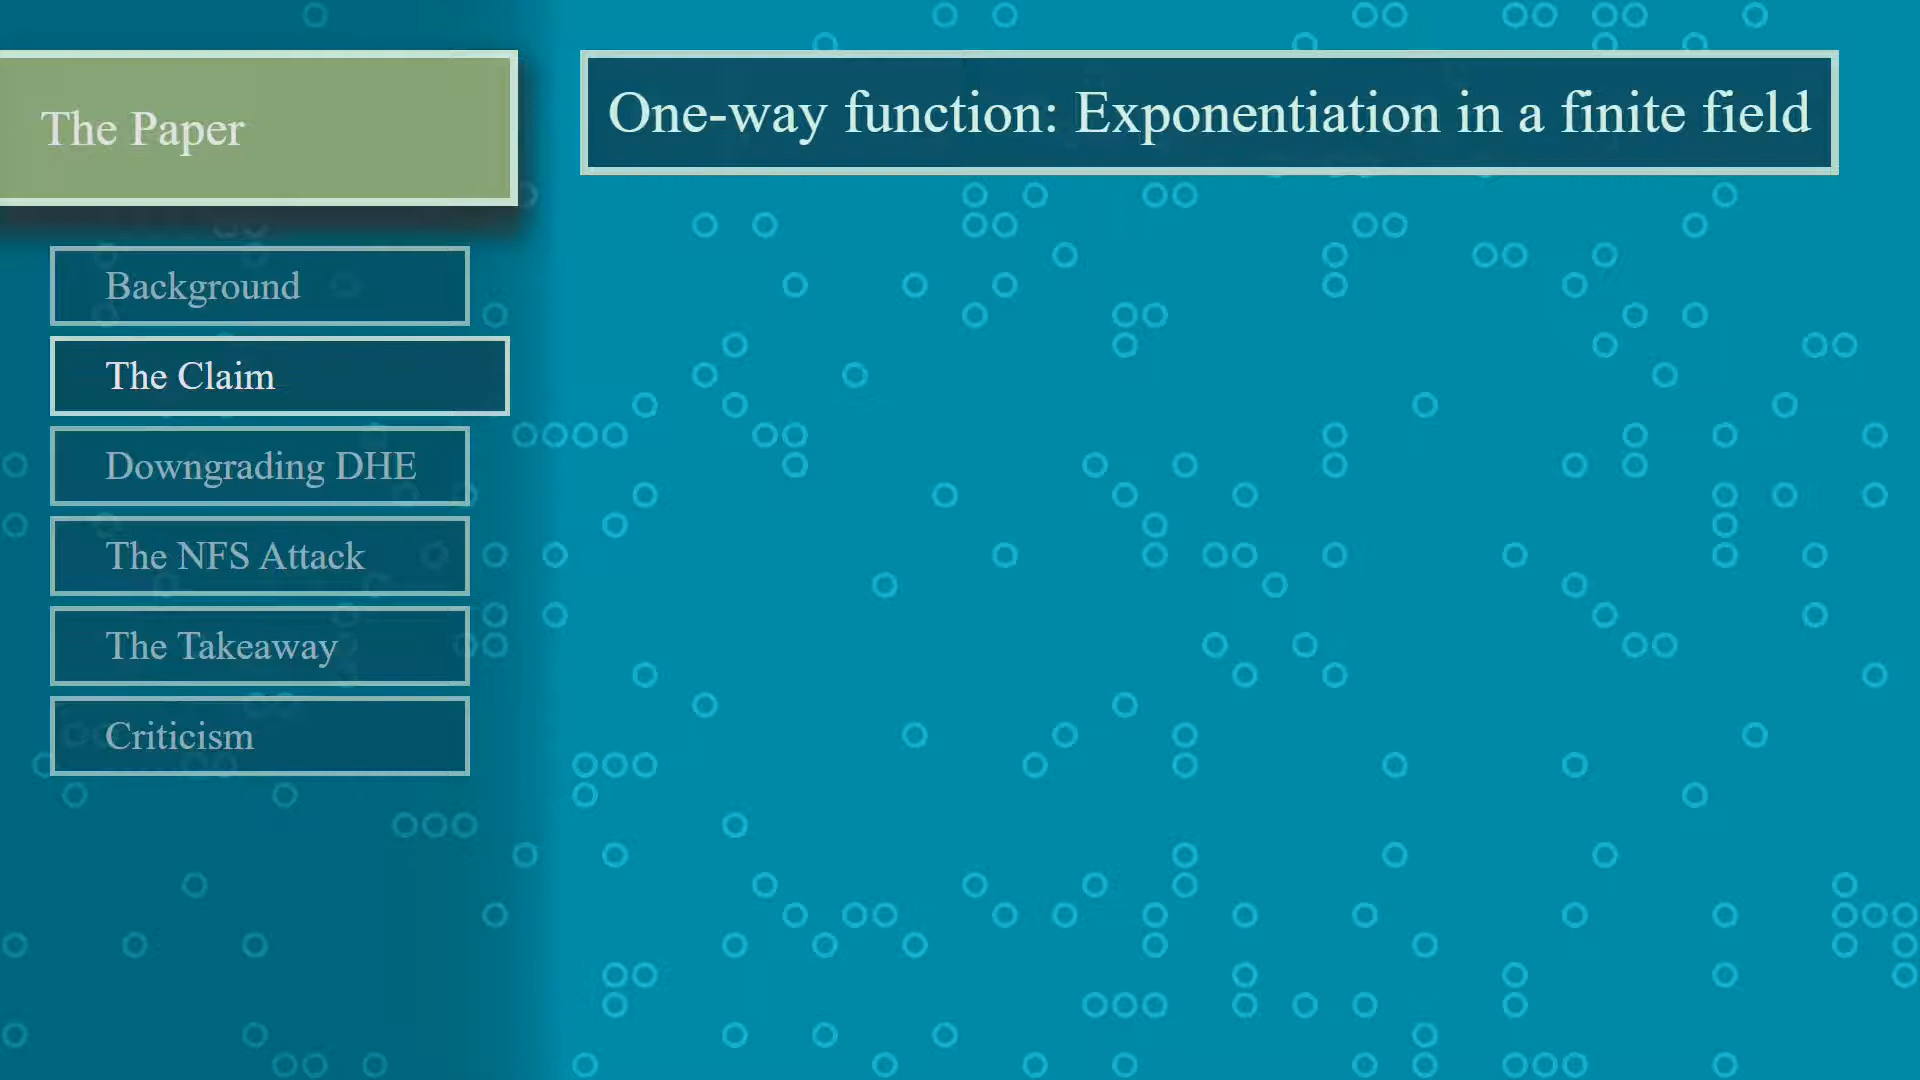 The Paper
Background
The Claim
Downgrading DHE
The NFS Attack
The Takeaway
Criticism
One-way function: Exponentiation in a finite field